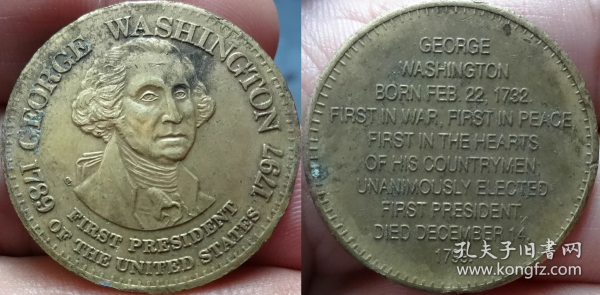 1789 GEORGE WASHINGTON 1797
FIRST PRESIDENT
OF THE UNITED STATES
GEORGE
WASHINGTON
BORN FEB. 22, 1732.
FIRST IN WAR, FIRST IN PEACE,
FIRST IN THE HEARTS
OF HIS COUNTRYMEN,
UNANIMOUSLY ELECTED
FIRST PRESIDENT,
DIED DECEMBER 14,
孔夫子旧书网
www.kongfz.com